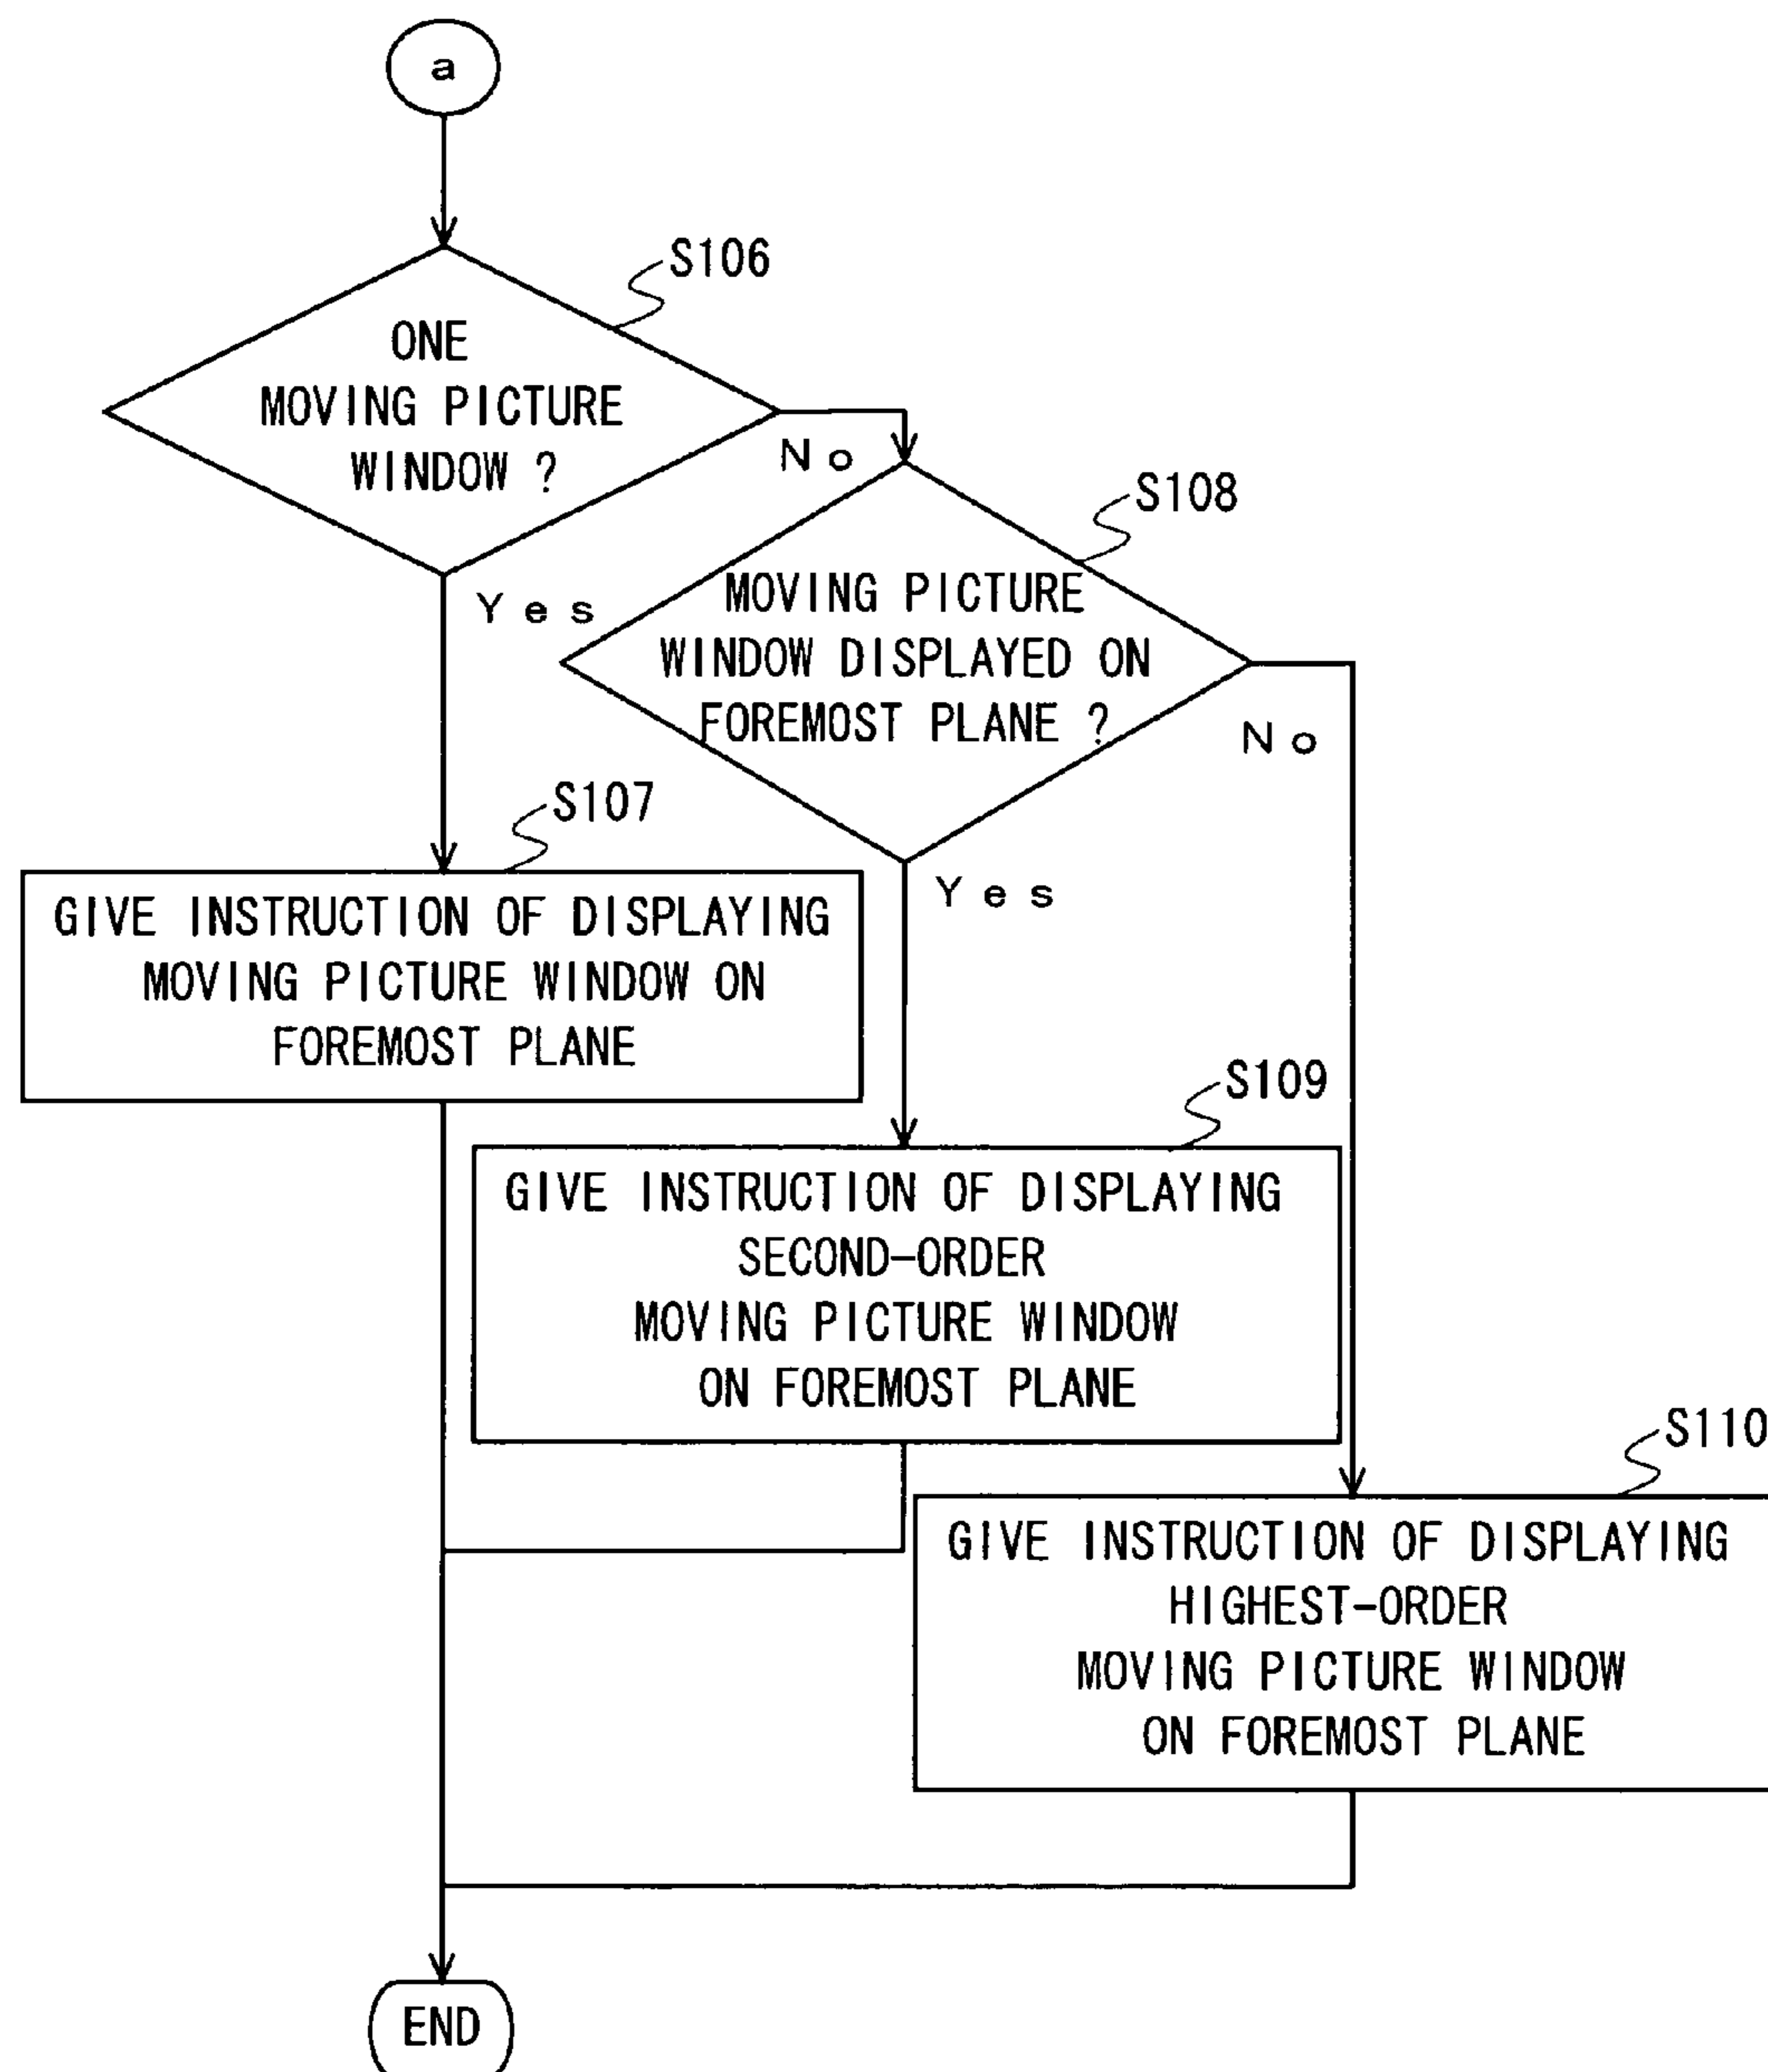 a
S106
ONE
MOVING PICTURE
WINDOW ?
No
Yes
S108
MOVING PICTURE
WINDOW DISPLAYED ON
FOREMOST PLANE ?
No
Yes
S107
GIVE INSTRUCTION OF DISPLAYING
MOVING PICTURE WINDOW ON
FOREMOST PLANE
S109
GIVE INSTRUCTION OF DISPLAYING
SECOND-ORDER
MOVING PICTURE WINDOW
ON FOREMOST PLANE
S110
GIVE INSTRUCTION OF DISPLAYING
HIGHEST-ORDER
MOVING PICTURE WINDOW
ON FOREMOST PLANE
END